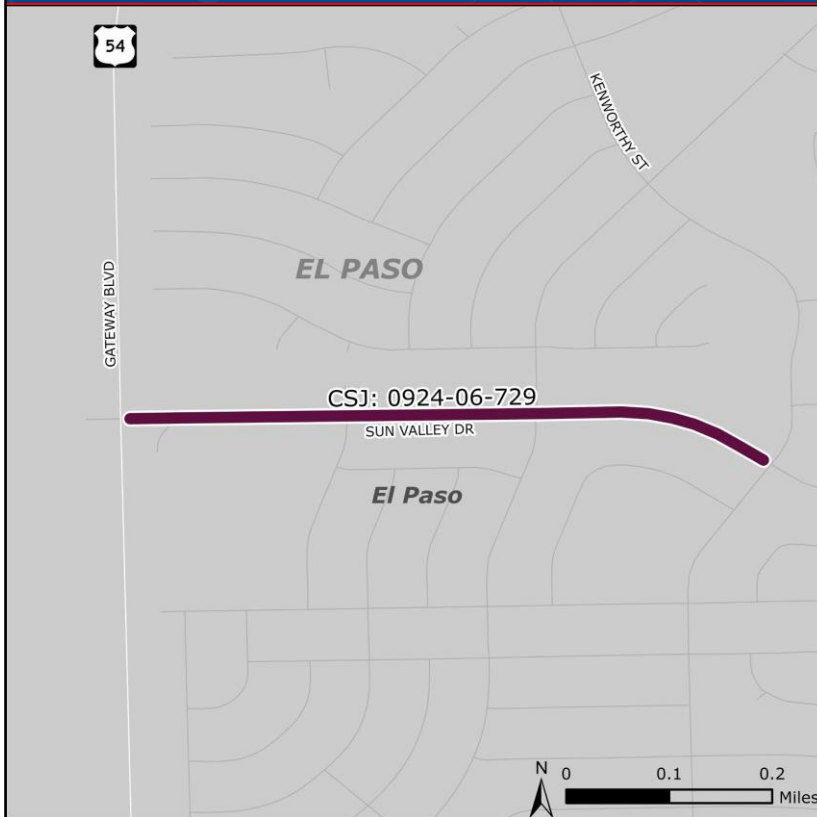 54
KENWORTHY ST
EL PASO
GATEWAY BLVD
CSJ: 0924-06-729
SUN VALLEY DR
El Paso
N 0 0.1 0.2
Miles